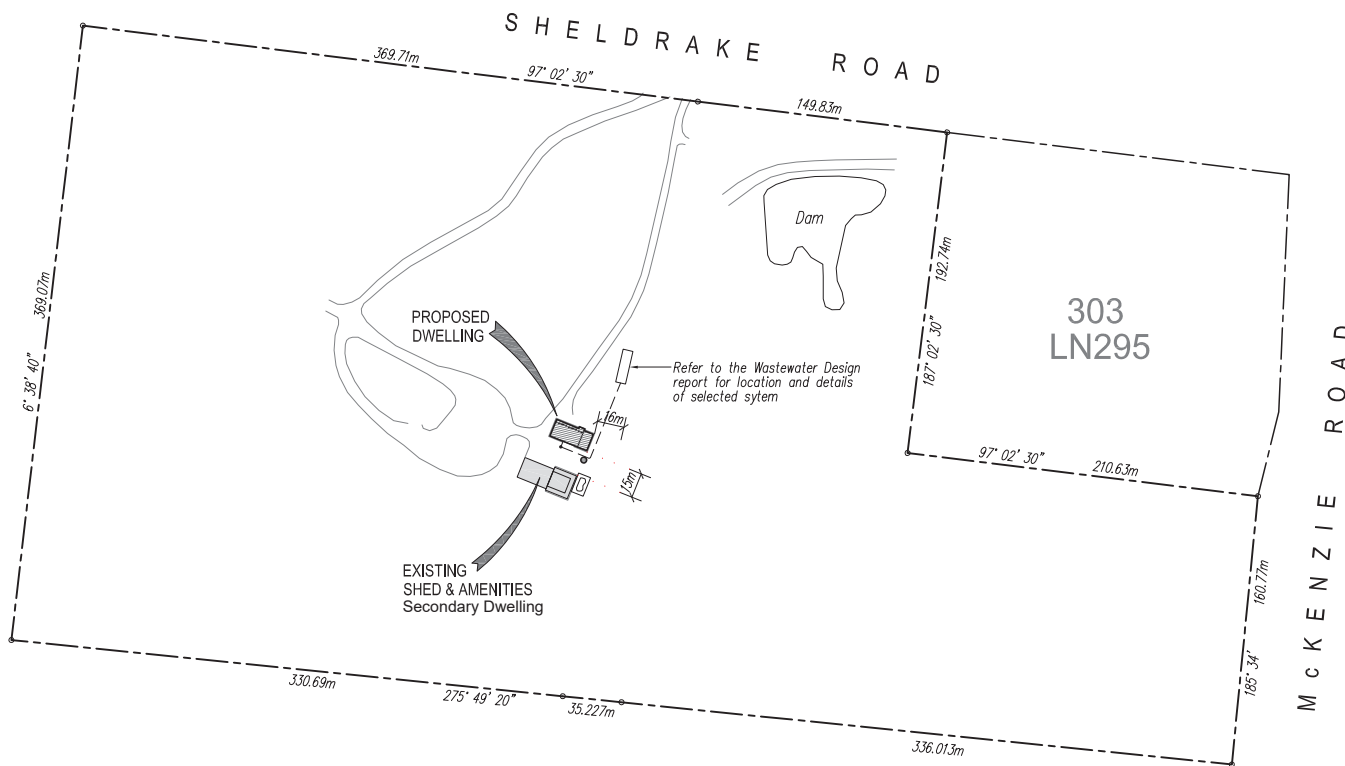 SHELDRAKE ROAD
369.71m
97° 02' 30"
149.83m
Dam
192.74m
187° 02' 30"
303
LN295
369.07m
6° 38' 40"
PROPOSED
DWELLING
Refer to the Wastewater Design
report for location and details
of selected sytem
16m
15m
97° 02' 30"
210.63m
McKENZIE ROAD
EXISTING
SHED & AMENITIES
Secondary Dwelling
160.77m
185° 34'
330.69m
275° 49' 20"
35.227m
336.013m